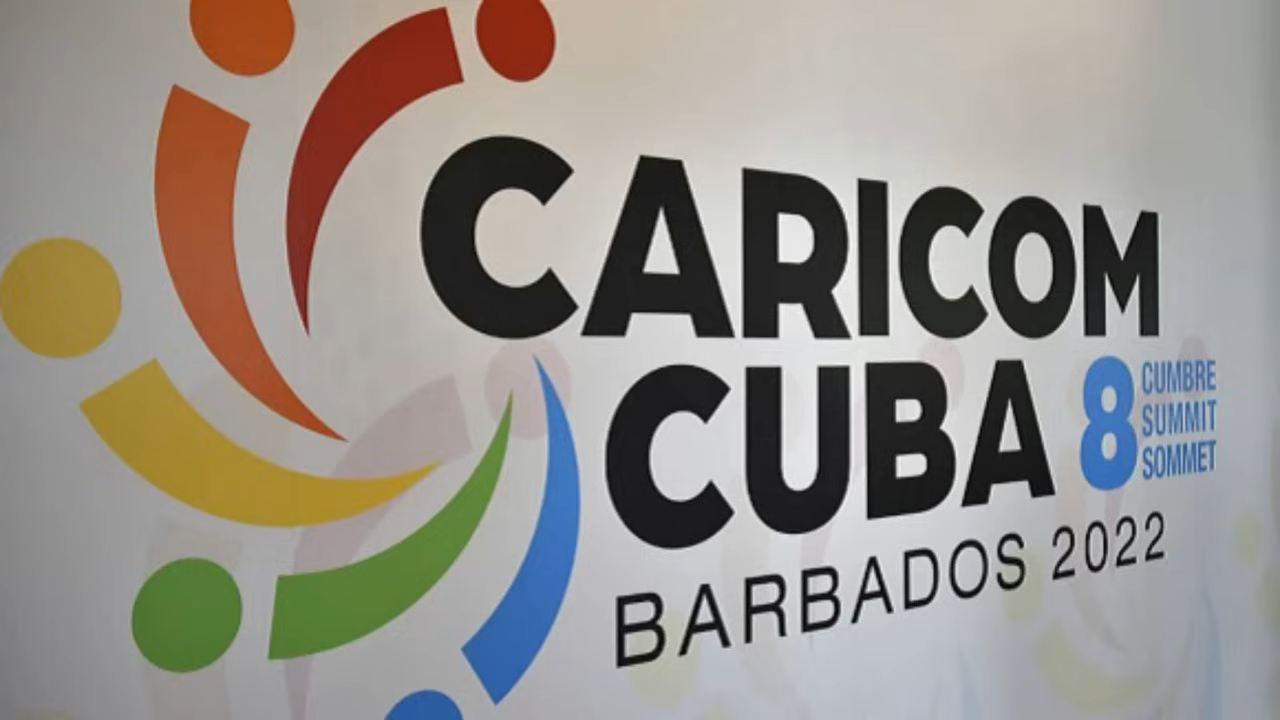 CARICOM
CUBA
8
CUMBRE
SUMMIT
SOMMET
BARBADOS 2022